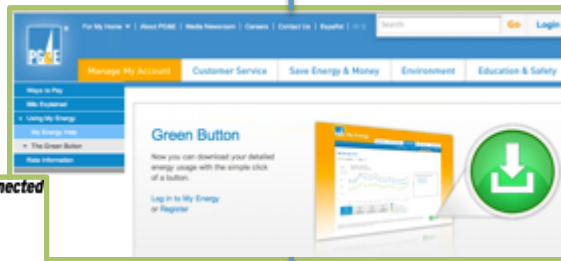 For My Home | About PG&E | Media Newsroom | Careers | Contact Us | Español |
Search
Go
Login
PG&E
Manage My Account
Customer Service
Save Energy & Money
Environment
Education & Safety
Ways to Pay
Bills Explained
Using My Energy
My Energy Help
The Green Button
Rate Information
nected
Green Button
Now you can download your detailed
energy usage with the simple click
of a button.
Log in to My Energy
or Register